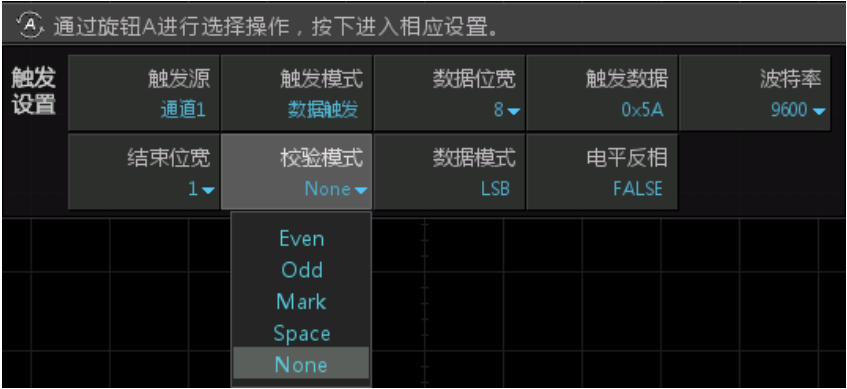 A 通过旋钮A进行选择操作，按下进入相应设置。
触发
设置
触发源 触发模式 数据位宽 触发数据 波特率
通道1 数据触发 8 0x5A 9600
结束位宽 校验模式 数据模式 电平反相
1 None LSB FALSE
Even
Odd
Mark
Space
None